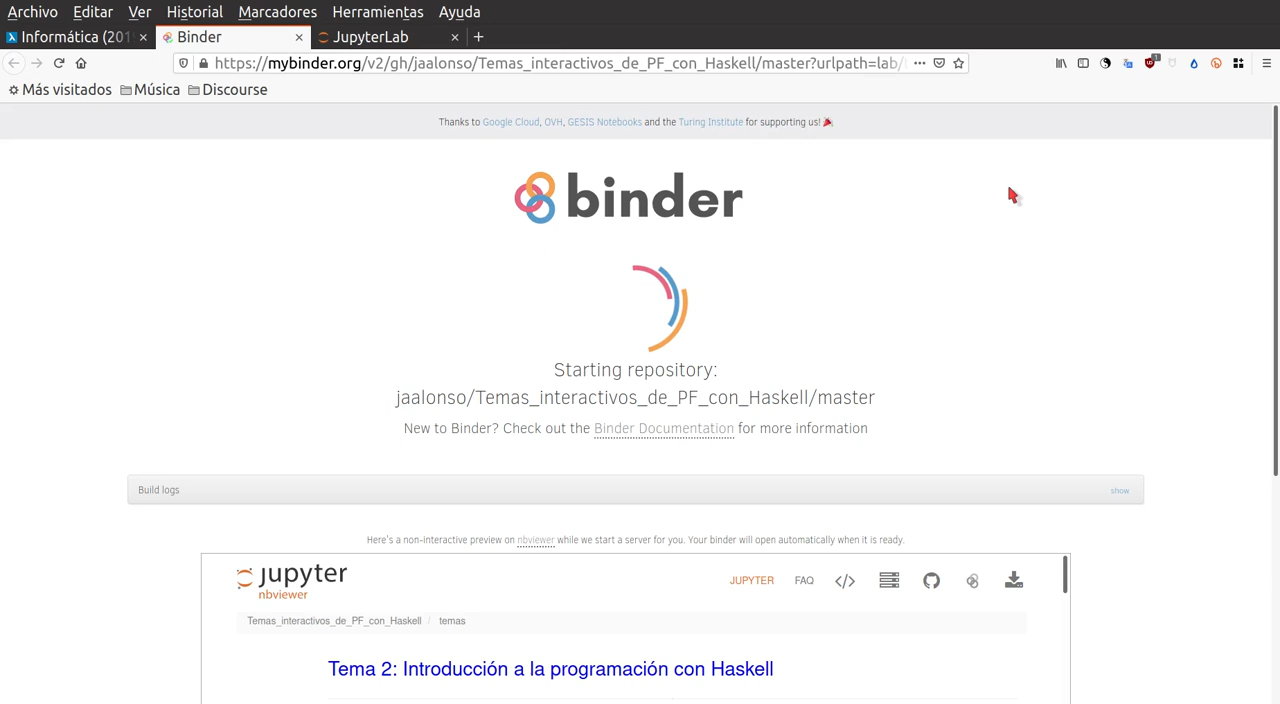 Archivo Editar Ver Historial Marcadores Herramientas Ayuda
Informática (201 Binder JupyterLab
https://mybinder.org/v2/gh/jaalonso/Temas_interactivos_de_PF_con_Haskell/master?urlpath=lab/
Más visitados Música Discourse
Thanks to Google Cloud, OVH, GESIS Notebooks and the Turing Institute for supporting us! 🎉
binder
Starting repository:
jaalonso/Temas_interactivos_de_PF_con_Haskell/master
New to Binder? Check out the Binder Documentation for more information
Build logs show
Here's a non-interactive preview on nbviewer while we start a server for you. Your binder will open automatically when it is ready.
jupyter
nbviewer
JUPYTER FAQ </>
Temas_interactivos_de_PF_con_Haskell / temas
Tema 2: Introducción a la programación con Haskell